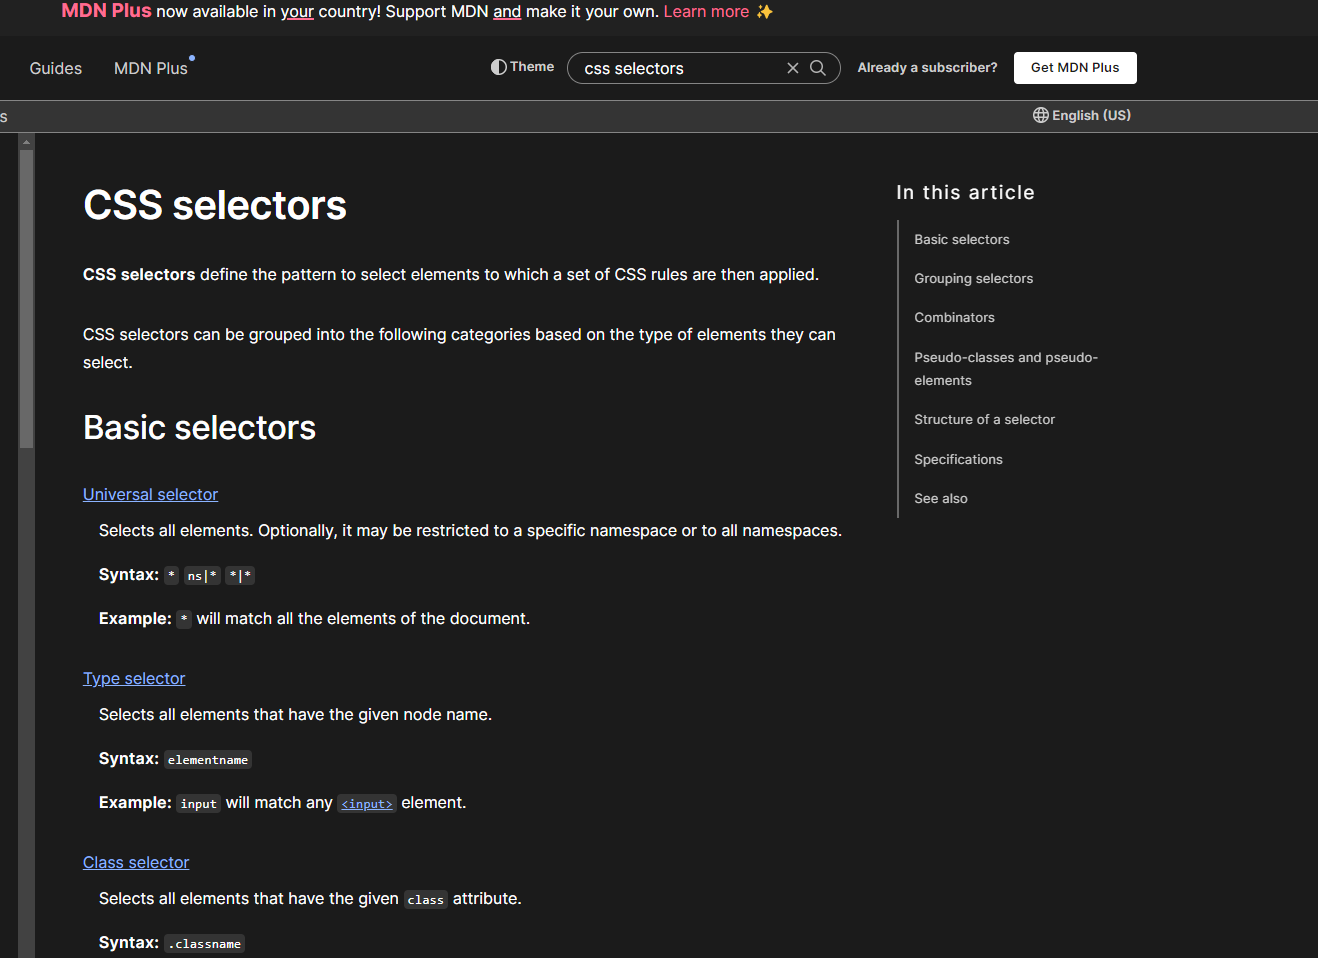 MDN Plus now available in your country! Support MDN and make it your own. Learn more ✨
Guides
MDN Plus
Theme
css selectors
Already a subscriber?
Get MDN Plus
s
English (US)
CSS selectors
CSS selectors define the pattern to select elements to which a set of CSS rules are then applied.
CSS selectors can be grouped into the following categories based on the type of elements they can
select.
Basic selectors
Universal selector
Selects all elements. Optionally, it may be restricted to a specific namespace or to all namespaces.
Syntax: * ns|* *|*
Example: * will match all the elements of the document.
Type selector
Selects all elements that have the given node name.
Syntax: elementname
Example: input will match any <input> element.
Class selector
Selects all elements that have the given class attribute.
Syntax: .classname
In this article
Basic selectors
Grouping selectors
Combinators
Pseudo-classes and pseudo-
elements
Structure of a selector
Specifications
See also